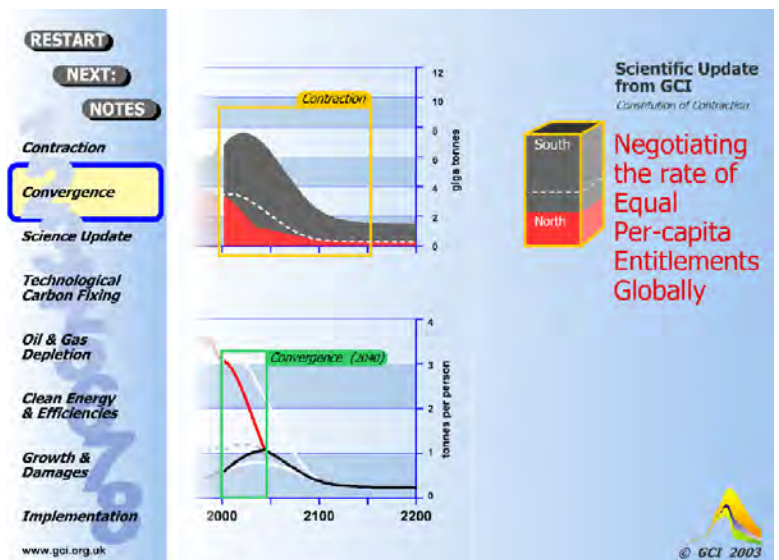 RESTART
NEXT:
NOTES
Contraction
Convergence
Science Update
Technological
Carbon Fixing
Oil & Gas
Depletion
Clean Energy
& Efficiencies
Growth &
Damages
Implementation
www.gci.org.uk
Contraction
12
10
8
6
4
2
0
giga tonnes
2000
2100
2200
Convergence (2040)
4
3
2
1
0
tonnes per person
2000
2100
2200
Scientific Update
from GCI
Constitution of Contraction
South
North
Negotiating
the rate of
Equal
Per-capita
Entitlements
Globally
© GCI 2003